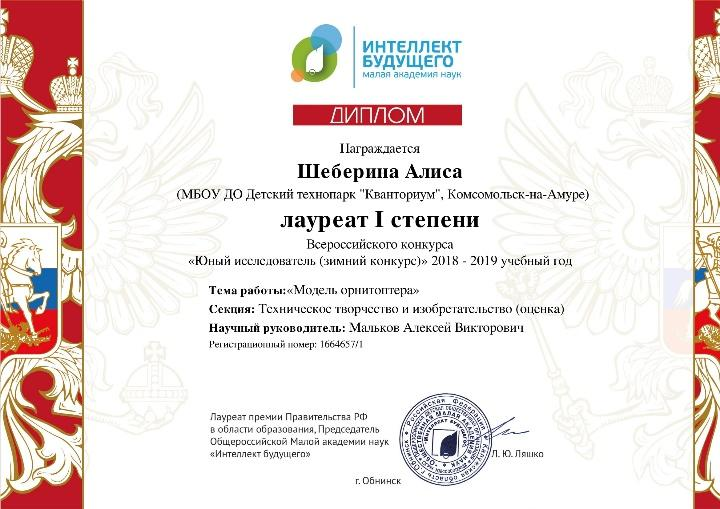 ИНТЕЛЛЕКТ
БУДУЩЕГО
малая академия наук
ДИПЛОМ
Награждается
Шеберина Алиса
(МБОУ ДО Детский технопарк "Кванториум", Комсомольск-на-Амуре)
лауреат I степени
Всероссийского конкурса
«Юный исследователь (зимний конкурс)» 2018 - 2019 учебный год
Тема работы:«Модель орнитоптера»
Секция: Техническое творчество и изобретательство (оценка)
Научный руководитель: Мальков Алексей Викторович
Регистрационный номер: 1664657/1
Лауреат премии Правительства РФ
в области образования, Председатель
Общероссийской Малой академии наук
«Интеллект будущего»
Л. Ю. Ляшко
г. Обнинск